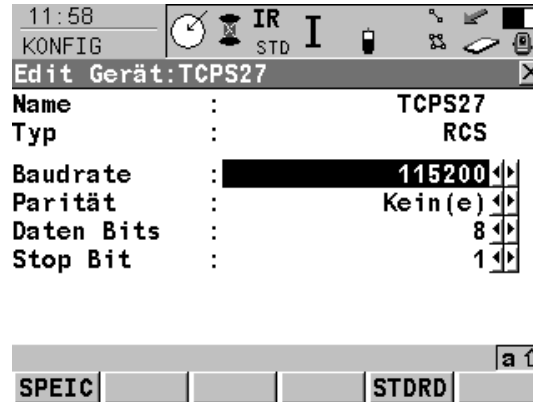 11:58
KONFIG
IR
STD
I
Edit Gerät:TCPS27
Name : TCPS27
Typ : RCS
Baudrate : 115200
Parität : Kein(e)
Daten Bits : 8
Stop Bit : 1
a
SPEIC STDRD